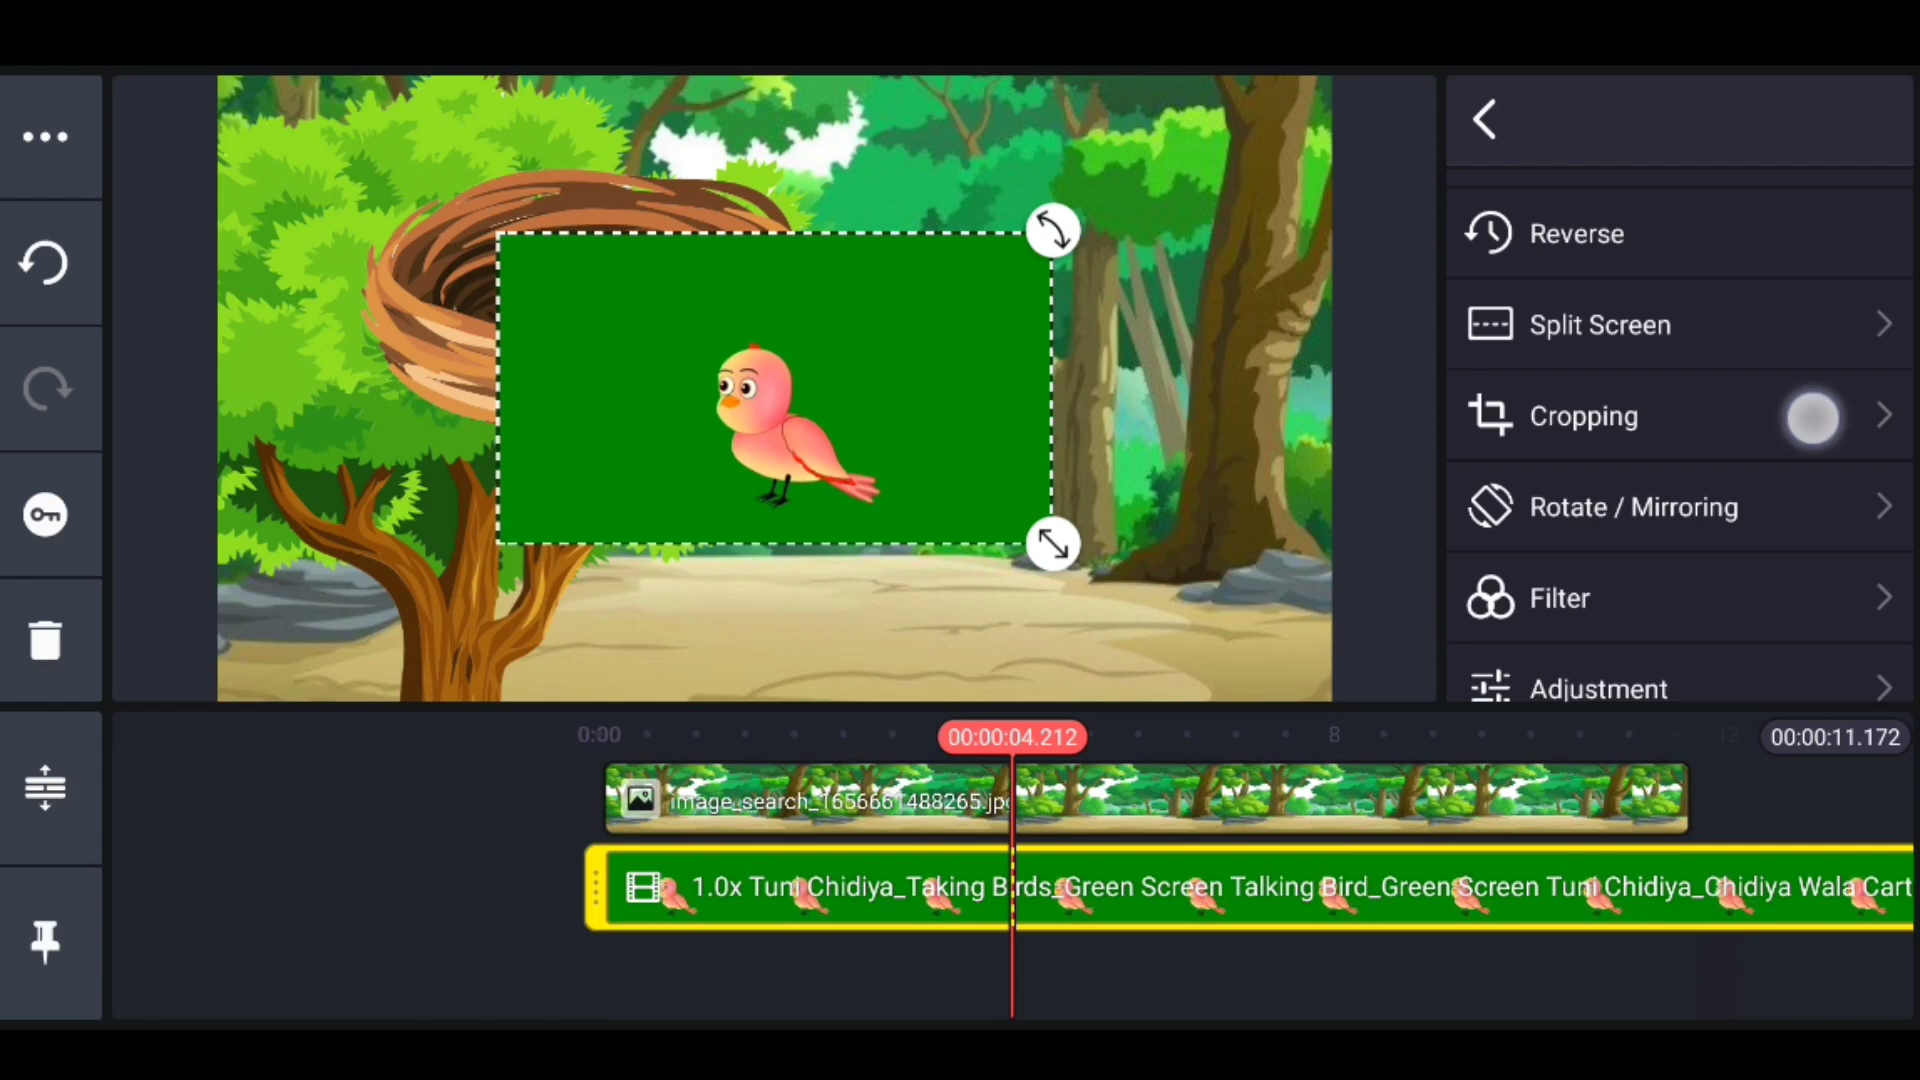 Reverse
Split Screen
Cropping
Rotate / Mirroring
Filter
Adjustment
0:00
00:00:04.212
8
12
00:00:11.172
image_search_1656661488265.jpg
1.0x Tuni Chidiya_Taking Birds_Green Screen Talking Bird_Green Screen Tuni Chidiya_Chidiya Wala Cart